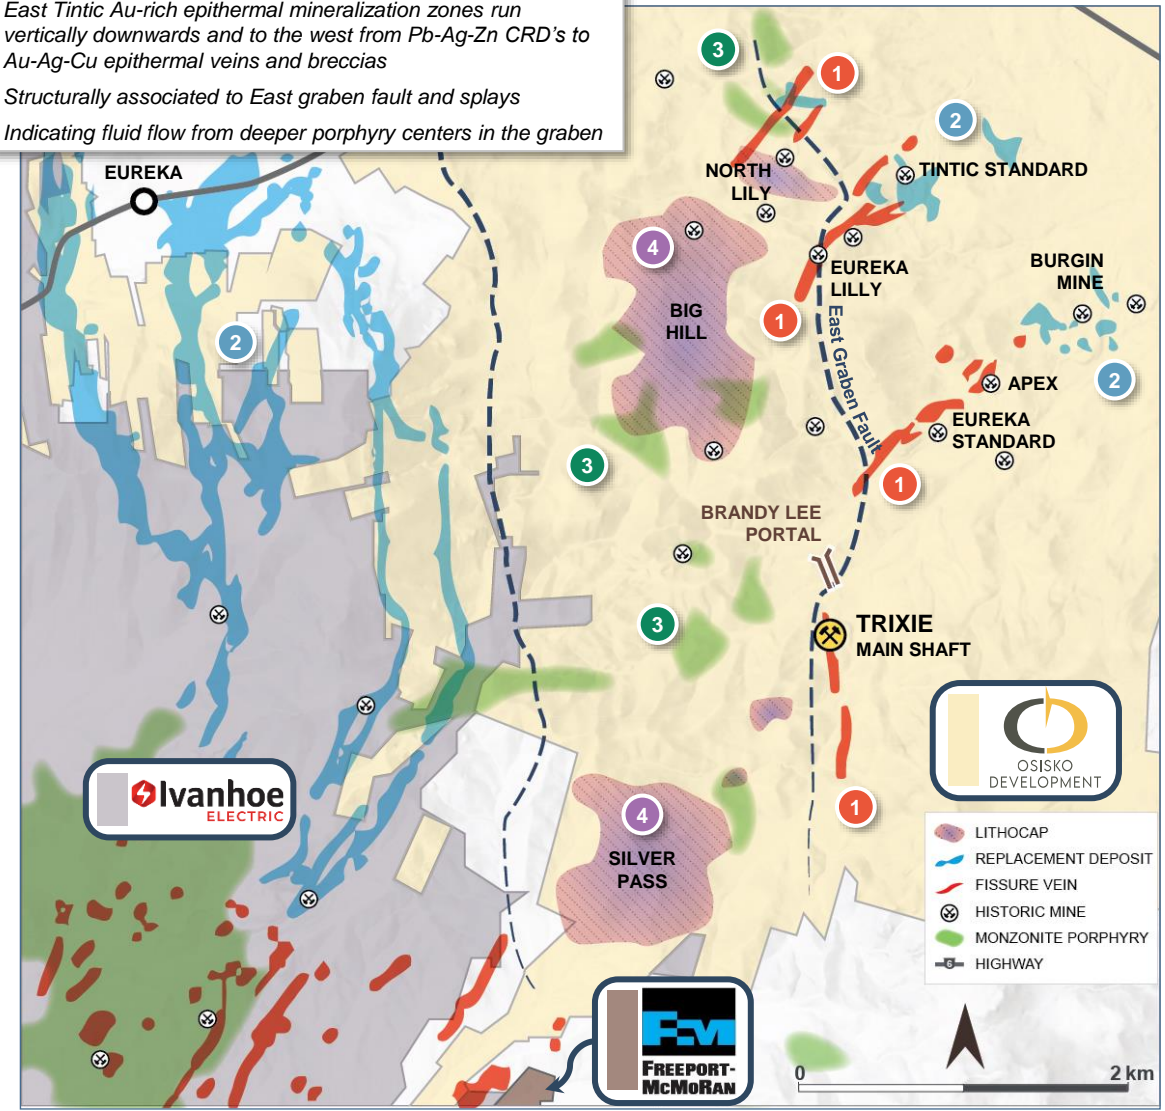 East Tintic Au-rich epithermal mineralization zones run
vertically downwards and to the west from Pb-Ag-Zn CRD's to
Au-Ag-Cu epithermal veins and breccias
Structurally associated to East graben fault and splays
Indicating fluid flow from deeper porphyry centers in the graben
3
1
2
EUREKA
NORTH
LILY
TINTIC STANDARD
4
EUREKA
LILLY
BURGIN
MINE
BIG
HILL
1
2
East Graben Fault
2
APEX
EUREKA
STANDARD
3
1
BRANDY LEE
PORTAL
3
TRIXIE
MAIN SHAFT
OSISKO
DEVELOPMENT
Ivanhoe
ELECTRIC
4
1
SILVER
PASS
LITHOCAP
REPLACEMENT DEPOSIT
FISSURE VEIN
HISTORIC MINE
MONZONITE PORPHYRY
6
HIGHWAY
FCM
FREEPORT-
MCMORAN
0
2 km